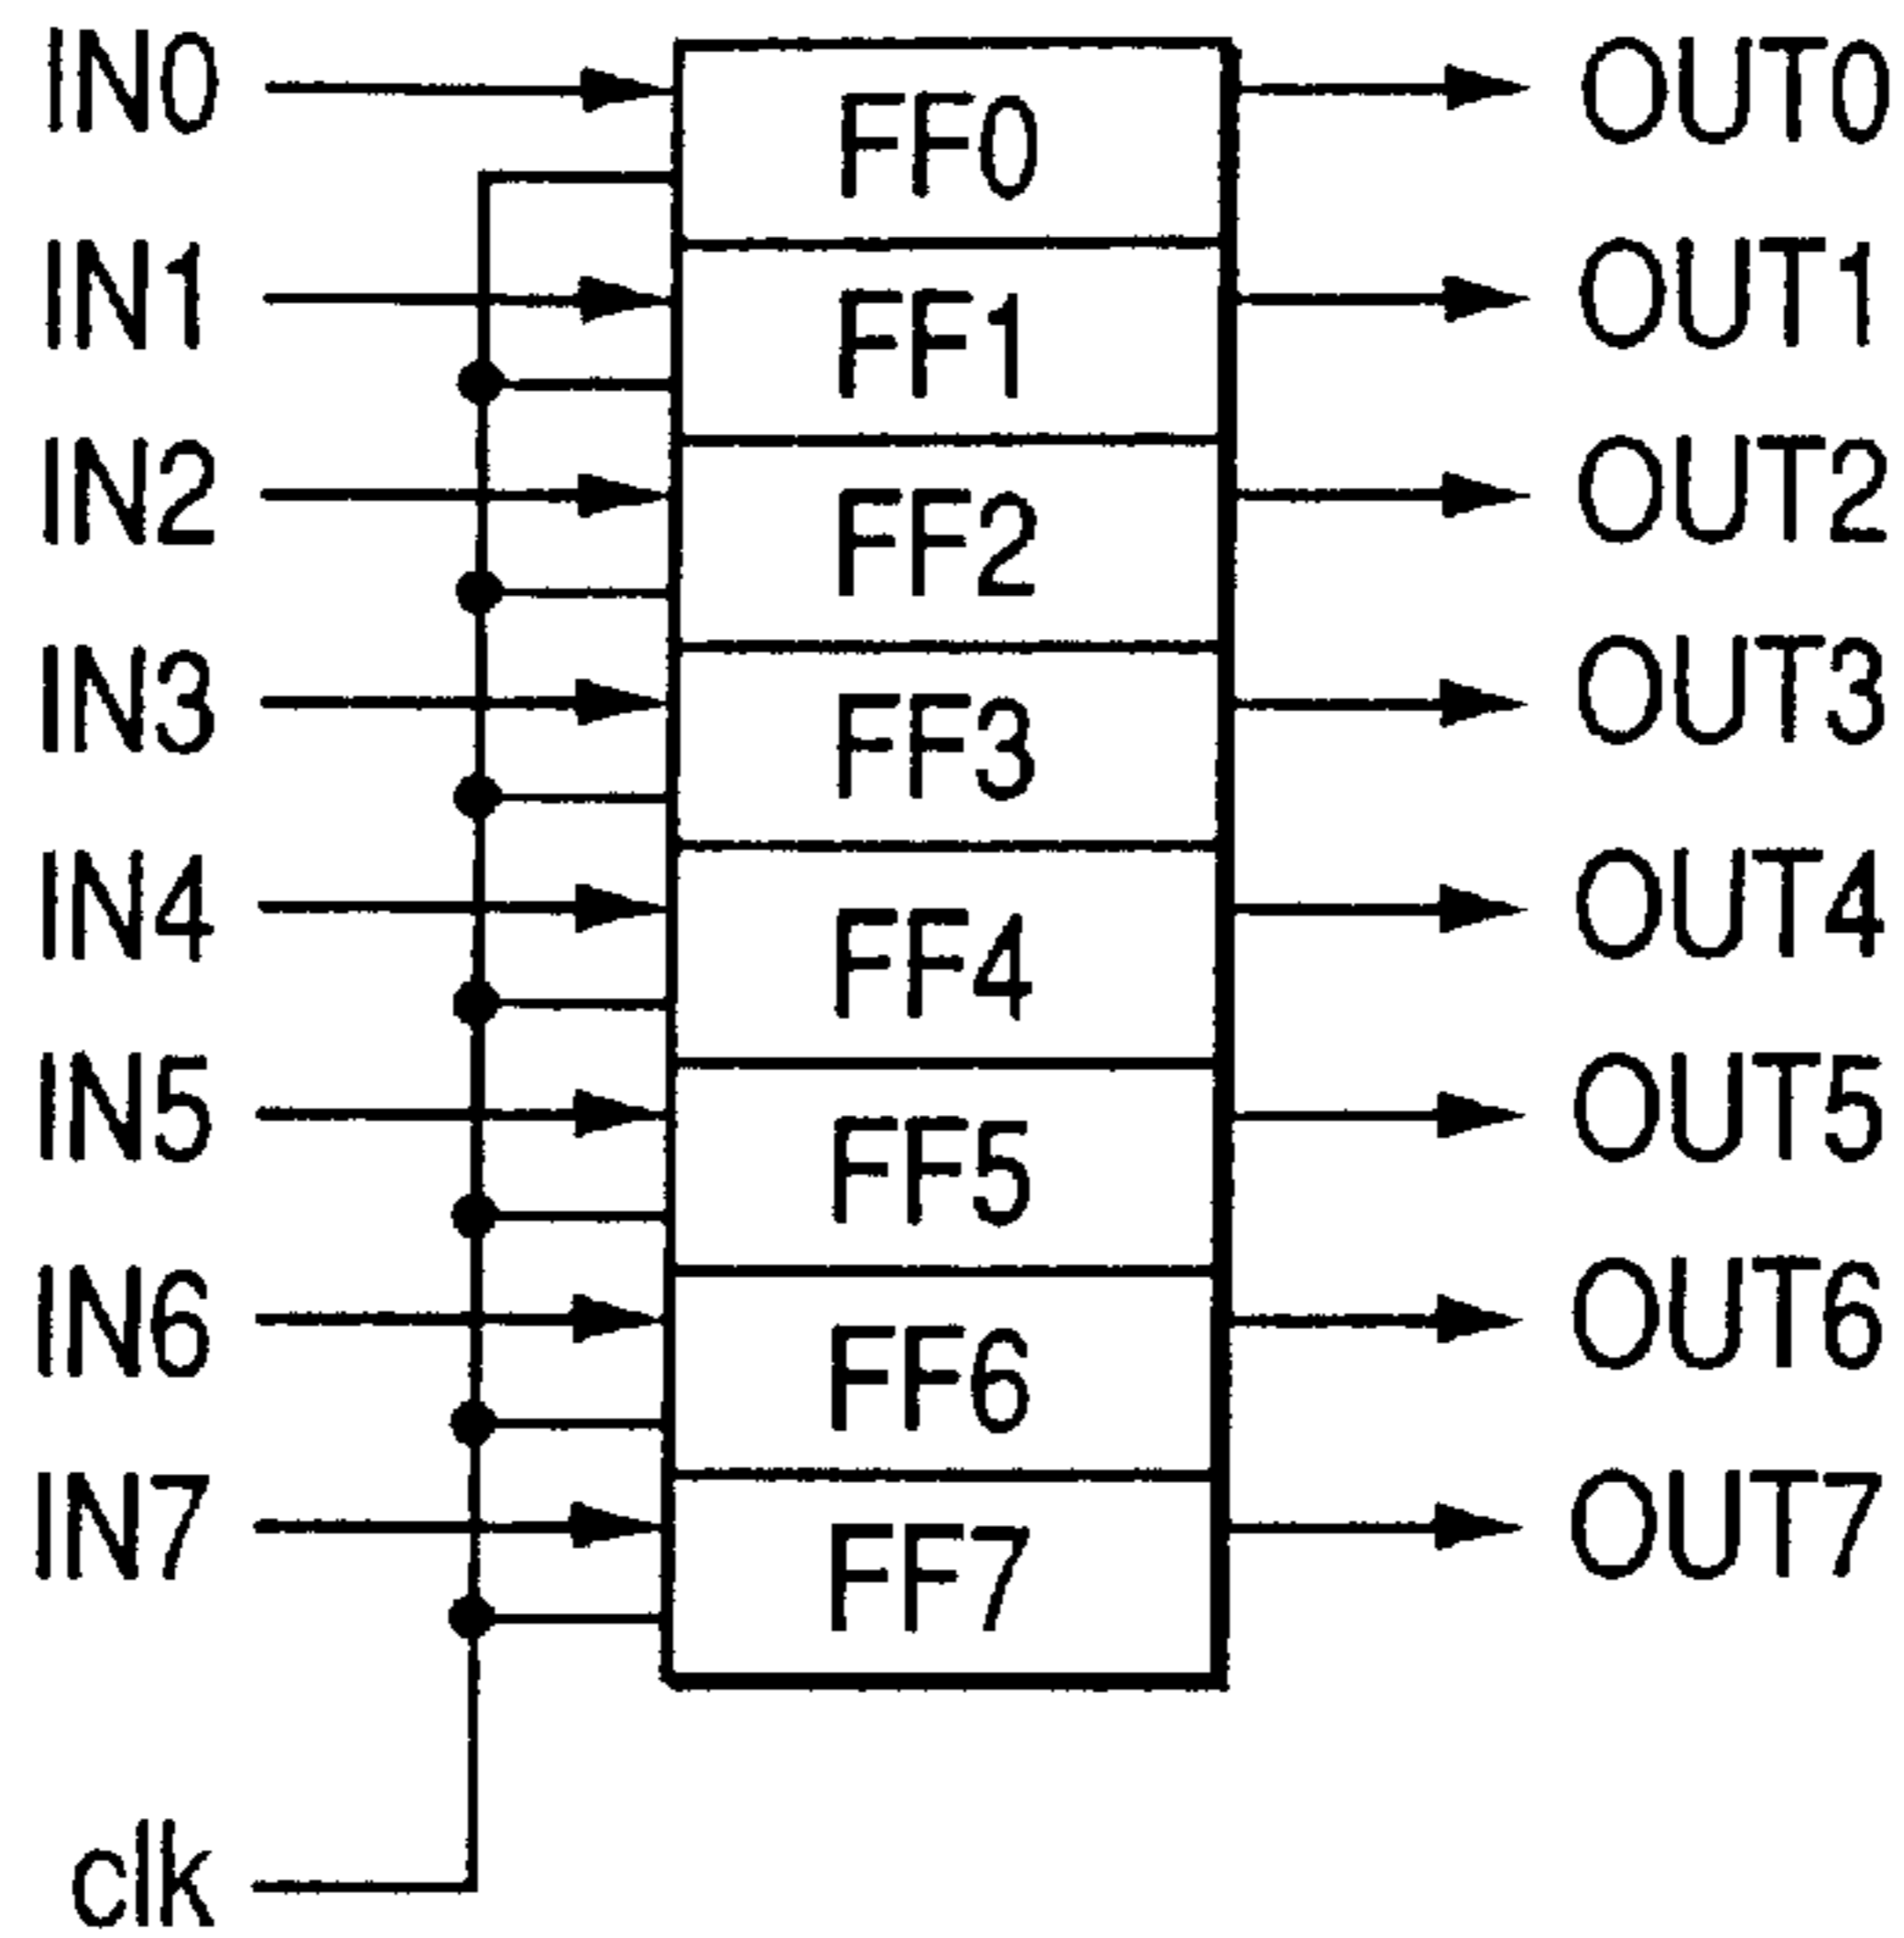 IN0 FF0 OUT0
IN1 FF1 OUT1
IN2 FF2 OUT2
IN3 FF3 OUT3
IN4 FF4 OUT4
IN5 FF5 OUT5
IN6 FF6 OUT6
IN7 FF7 OUT7
clk